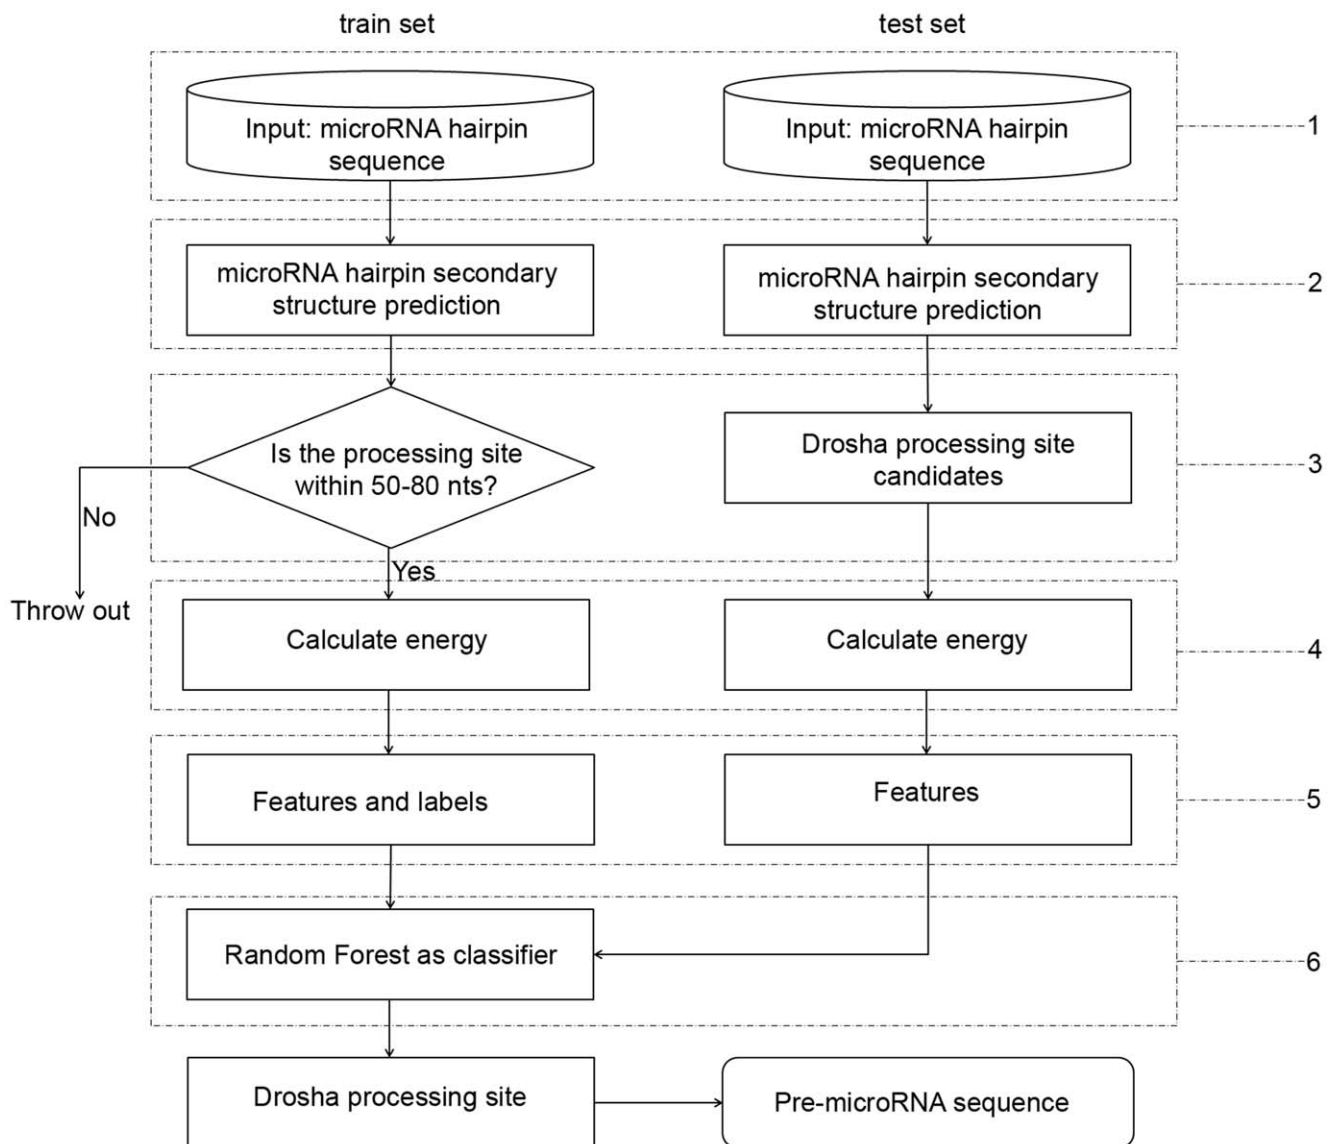 train set
test set
Input: microRNA hairpin
sequence
Input: microRNA hairpin
sequence
1
microRNA hairpin secondary
structure prediction
microRNA hairpin secondary
structure prediction
2
Is the processing site
within 50-80 nts?
Drosha processing site
candidates
3
No
Yes
Throw out
Calculate energy
Calculate energy
4
Features and labels
Features
5
Random Forest as classifier
6
Drosha processing site
Pre-microRNA sequence